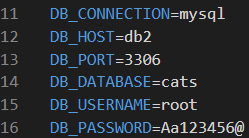 11 DB_CONNECTION=mysql
12 DB_HOST=db2
13 DB_PORT=3306
14 DB_DATABASE=cats
15 DB_USERNAME=root
16 DB_PASSWORD=Aa123456@